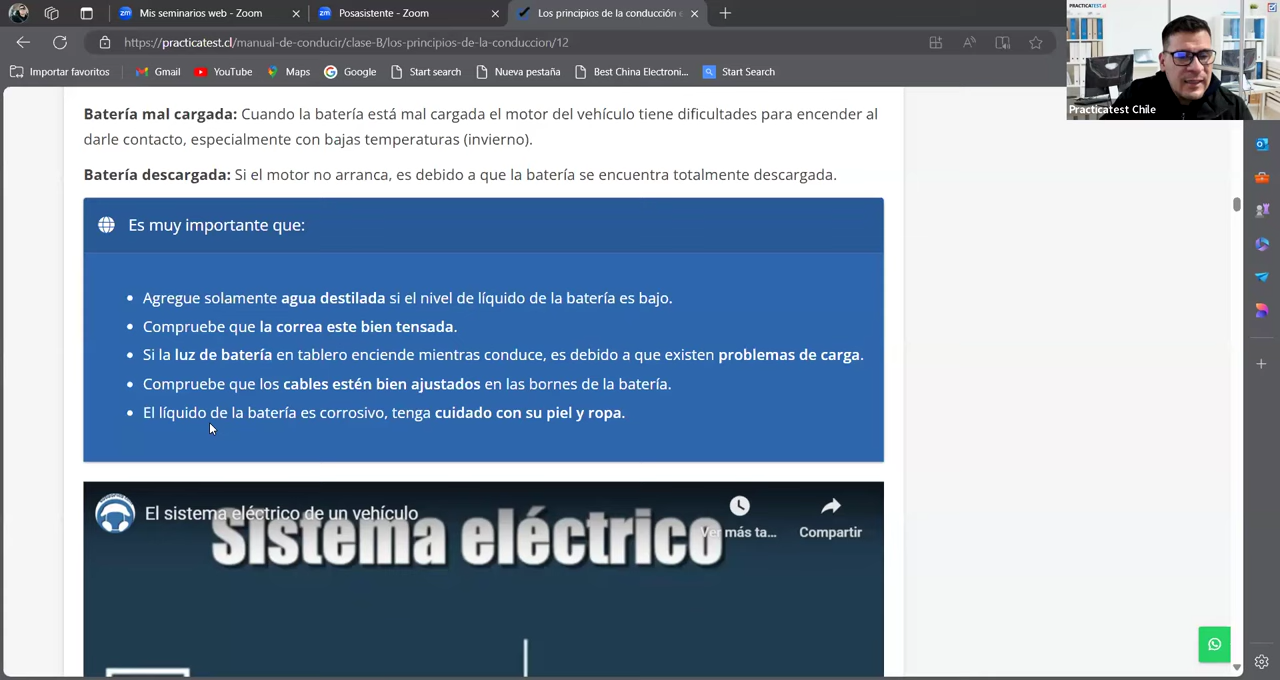 Mis seminarios web - Zoom
Posasistente - Zoom
Los principios de la conducción
https://practicatest.cl/manual-de-conducir/clase-B/los-principios-de-la-conduccion/12
Importar favoritos
Gmail
YouTube
Maps
Google
Start search
Nueva pestaña
Best China Electroni...
Start Search
PRACTICATEST.cl
Practicatest Chile
Batería mal cargada: Cuando la batería está mal cargada el motor del vehículo tiene dificultades para encender al
darle contacto, especialmente con bajas temperaturas (invierno).
Batería descargada: Si el motor no arranca, es debido a que la batería se encuentra totalmente descargada.
Es muy importante que:
• Agregue solamente agua destilada si el nivel de líquido de la batería es bajo.
• Compruebe que la correa este bien tensada.
• Si la luz de batería en tablero enciende mientras conduce, es debido a que existen problemas de carga.
• Compruebe que los cables estén bien ajustados en las bornes de la batería.
• El líquido de la batería es corrosivo, tenga cuidado con su piel y ropa.
El sistema eléctrico de un vehículo
Sistema eléctrico
Ver más ta...
Compartir